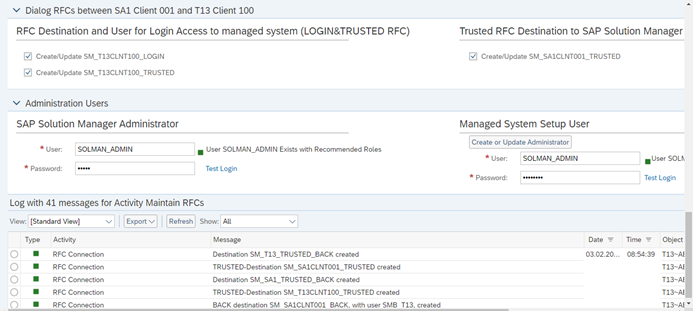 Dialog RFCs between SA1 Client 001 and T13 Client 100
RFC Destination and User for Login Access to managed system (LOGIN&TRUSTED RFC)
Trusted RFC Destination to SAP Solution Manager
Create/Update SM_T13CLNT100_LOGIN
Create/Update SM_SA1CLNT001_TRUSTED
Create/Update SM_T13CLNT100_TRUSTED
Administration Users
SAP Solution Manager Administrator
Managed System Setup User
Create or Update Administrator
* User: SOLMAN_ADMIN User SOLMAN_ADMIN Exists with Recommended Roles
* User: SOLMAN_ADMIN User SOLM
* Password: ••••• Test Login
* Password: •••••••• Test Login
Log with 41 messages for Activity Maintain RFCs
View: [Standard View] Export Refresh Show: All
Type Activity Message Date Time Object
RFC Connection Destination SM_T13_TRUSTED_BACK created 03.02.20... 08:54:39 T13~AB
RFC Connection TRUSTED-Destination SM_SA1CLNT001_TRUSTED created T13~AB
RFC Connection Destination SM_SA1_TRUSTED_BACK created T13~AB
RFC Connection TRUSTED-Destination SM_T13CLNT100_TRUSTED created T13~AB
RFC Connection BACK destination SM_SA1CLNT001_BACK, with user SMB_T13, created T13~AB